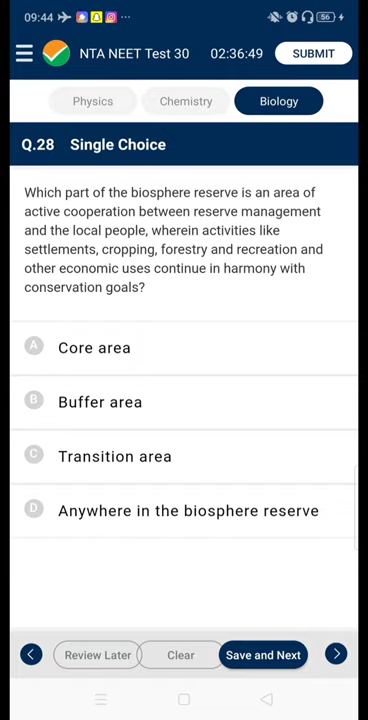 09:44
56
NTA NEET Test 30 02:36:49 SUBMIT
Physics Chemistry Biology
Q.28 Single Choice
Which part of the biosphere reserve is an area of
active cooperation between reserve management
and the local people, wherein activities like
settlements, cropping, forestry and recreation and
other economic uses continue in harmony with
conservation goals?
A Core area
B Buffer area
C Transition area
D Anywhere in the biosphere reserve
Review Later Clear Save and Next